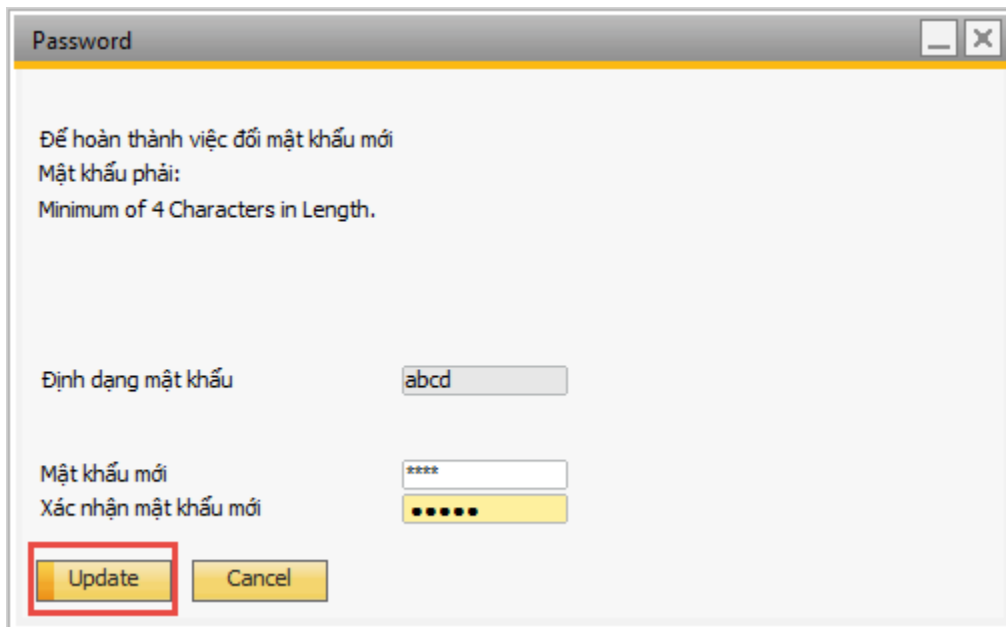 Password
Để hoàn thành việc đổi mật khẩu mới
Mật khẩu phải:
Minimum of 4 Characters in Length.
Định dạng mật khẩu abcd
Mật khẩu mới ****
Xác nhận mật khẩu mới •••••
Update Cancel